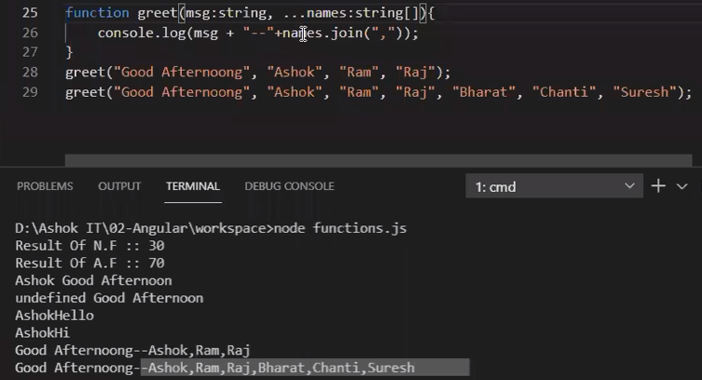 25 function greet(msg:string, ...names:string[]){
26 console.log(msg + "--"+names.join(","));
27 }
28 greet("Good Afternoong", "Ashok", "Ram", "Raj");
29 greet("Good Afternoong", "Ashok", "Ram", "Raj", "Bharat", "Chanti", "Suresh");
PROBLEMS OUTPUT TERMINAL DEBUG CONSOLE 1: cmd
D:\Ashok IT\02-Angular\workspace>node functions.js
Result Of N.F :: 30
Result Of A.F :: 70
Ashok Good Afternoon
undefined Good Afternoon
AshokHello
AshokHi
Good Afternoong--Ashok,Ram,Raj
Good Afternoong--Ashok,Ram,Raj,Bharat,Chanti,Suresh